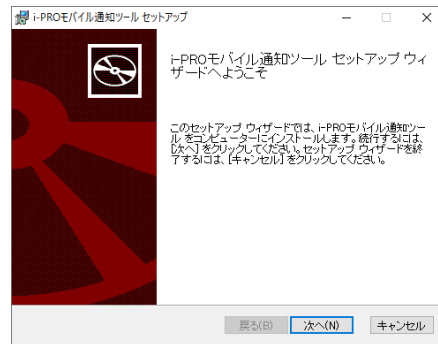 i-PROモバイル通知ツール セットアップ
i-PROモバイル通知ツール セットアップ ウィ
ザードへようこそ
このセットアップ ウィザードでは、i-PROモバイル通知ツー
ル をコンピューターにインストールします。続行するには、
[次へ] をクリックしてください。セットアップ ウィザードを終
了するには、[キャンセル] をクリックしてください。
戻る(B) 次へ(N) キャンセル